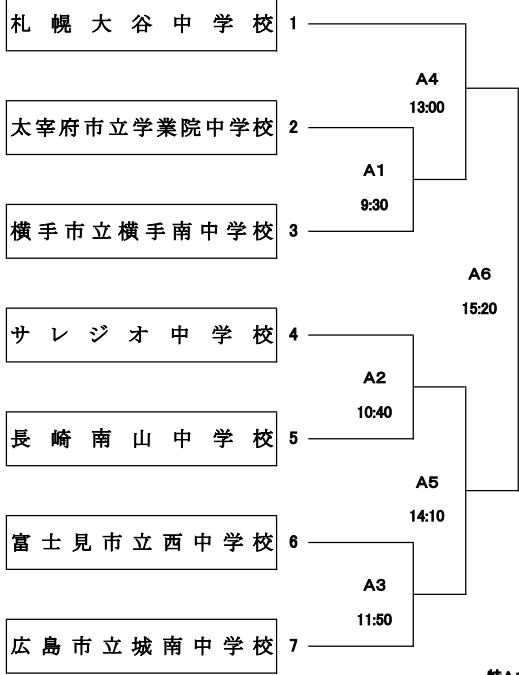 札幌大谷中学校 1
A4
13:00
太宰府市立学業院中学校 2
A1
9:30
横手市立横手南中学校 3
A6
15:20
サレジオ中学校 4
A2
10:40
長崎南山中学校 5
A5
14:10
富士見市立西中学校 6
A3
11:50
広島市立城南中学校 7